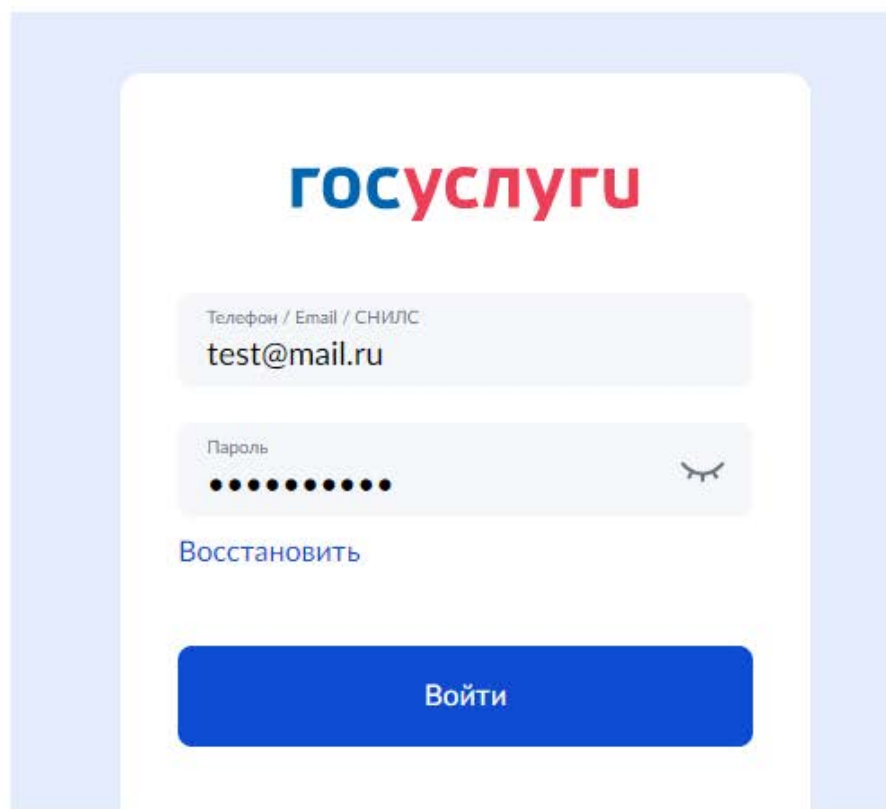 госуслуги
Телефон / Email / СНИЛС
test@mail.ru
Пароль
••••••••••
Восстановить
Войти